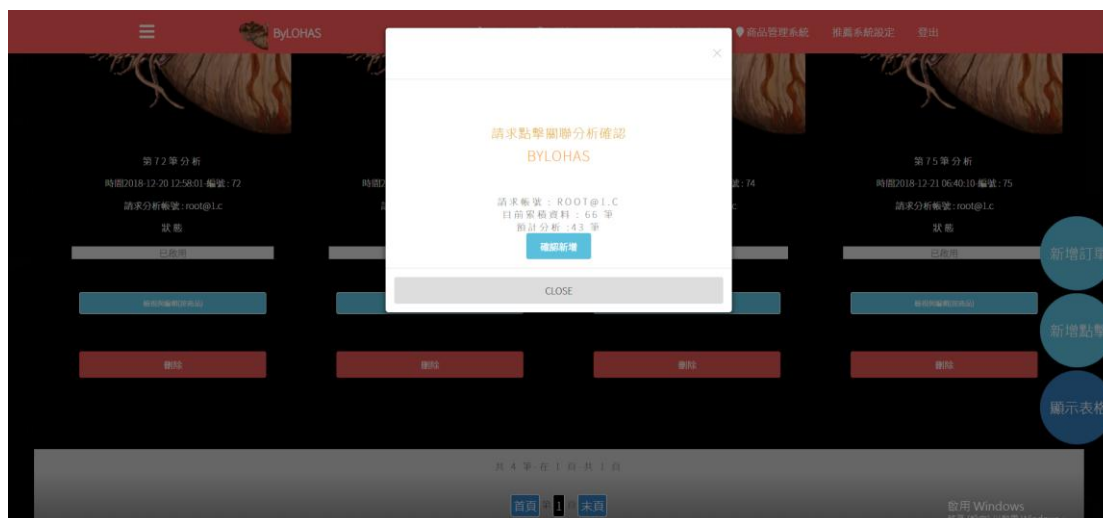 ☰ ByLOHAS 商品管理系統 推薦系統設定 登出
×
請求點擊關聯分析確認
BYLOHAS
請求帳號 : ROOT@1.C
目前累積資料 : 66 筆
預計分析 :43 筆
確認新增
CLOSE
第72筆分析
時間2018-12-20 12:58:01-編號: 72
請求分析帳號: root@1.c
狀態
已啟用
刪除
時間2
號: 74
刪除
刪除
第75筆分析
時間2018-12-21 06:40:10-編號: 75
請求分析帳號: root@1.c
狀態
已啟用
刪除
新增訂單
新增點擊
顯示表格
共 4 筆-在 1 頁-共 1 頁
首頁 第 1 頁 末頁
啟用 Windows